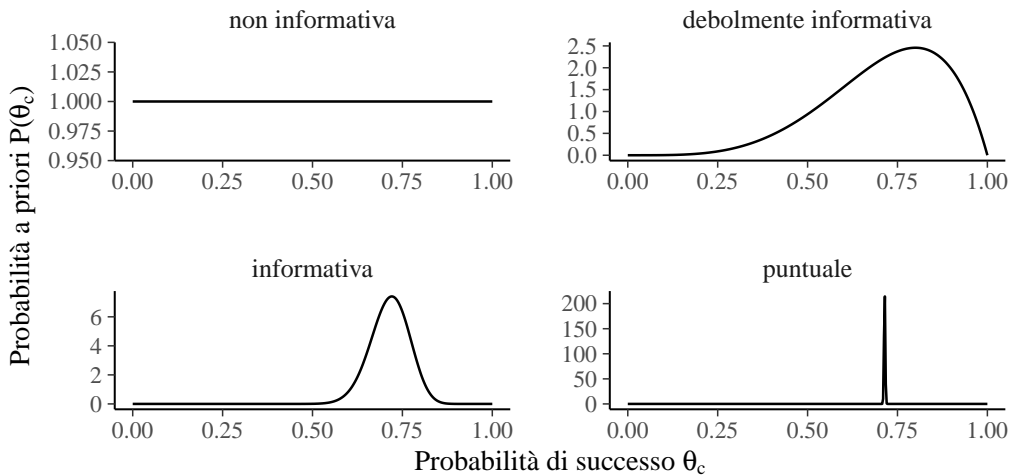 non informativa
debolmente informativa
1.050
1.025
1.000
0.975
0.950
0.00 0.25 0.50 0.75 1.00
2.5
2.0
1.5
1.0
0.5
0.0
0.00 0.25 0.50 0.75 1.00
Probabilità a priori P(θc)
informativa
puntuale
6
4
2
0
0.00 0.25 0.50 0.75 1.00
200
150
100
50
0
0.00 0.25 0.50 0.75 1.00
Probabilità di successo θc